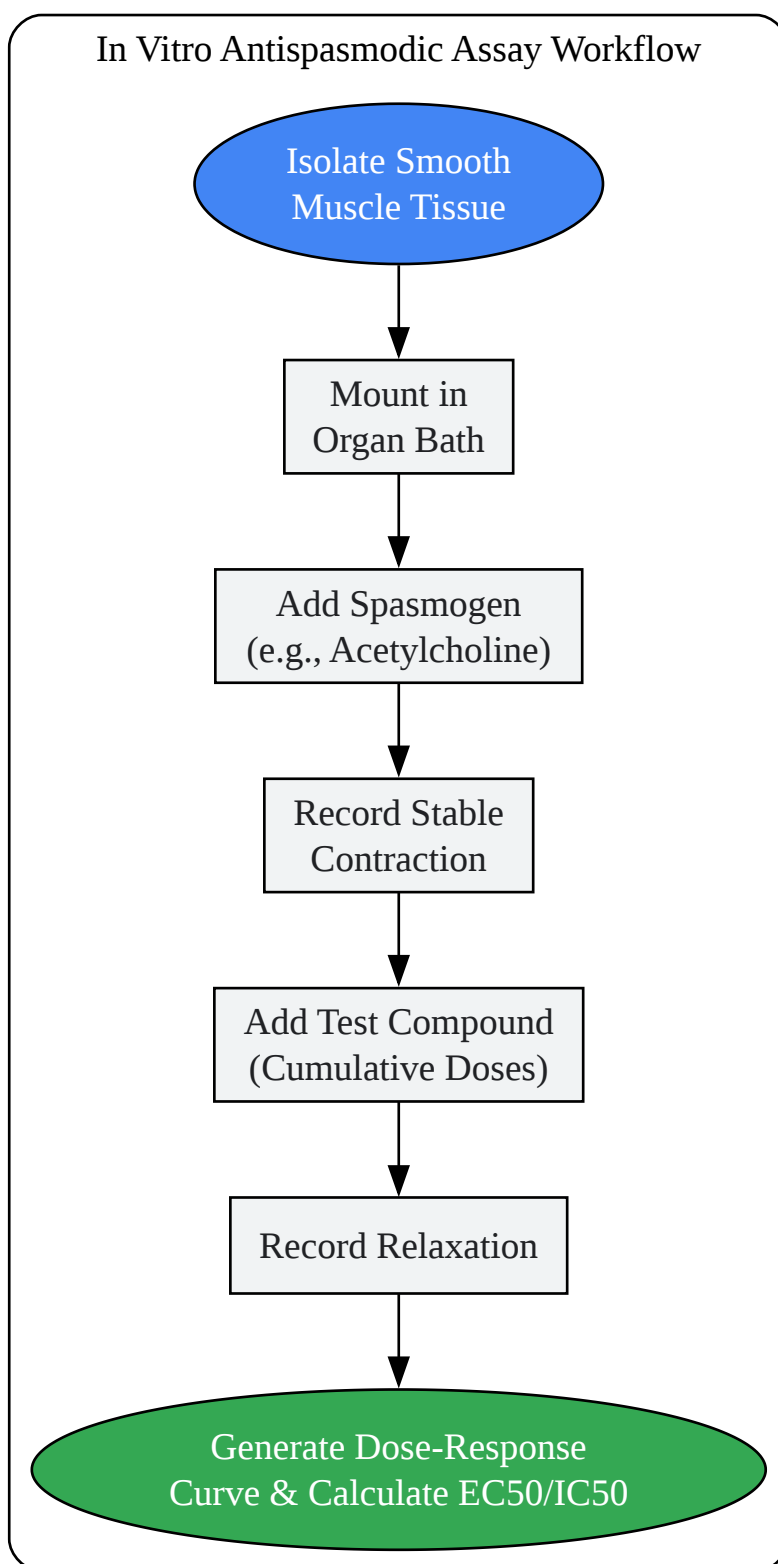 In Vitro Antispasmodic Assay Workflow
Isolate Smooth
Muscle Tissue
Mount in
Organ Bath
Add Spasmogen
(e.g., Acetylcholine)
Record Stable
Contraction
Add Test Compound
(Cumulative Doses)
Record Relaxation
Generate Dose-Response
Curve & Calculate EC50/IC50